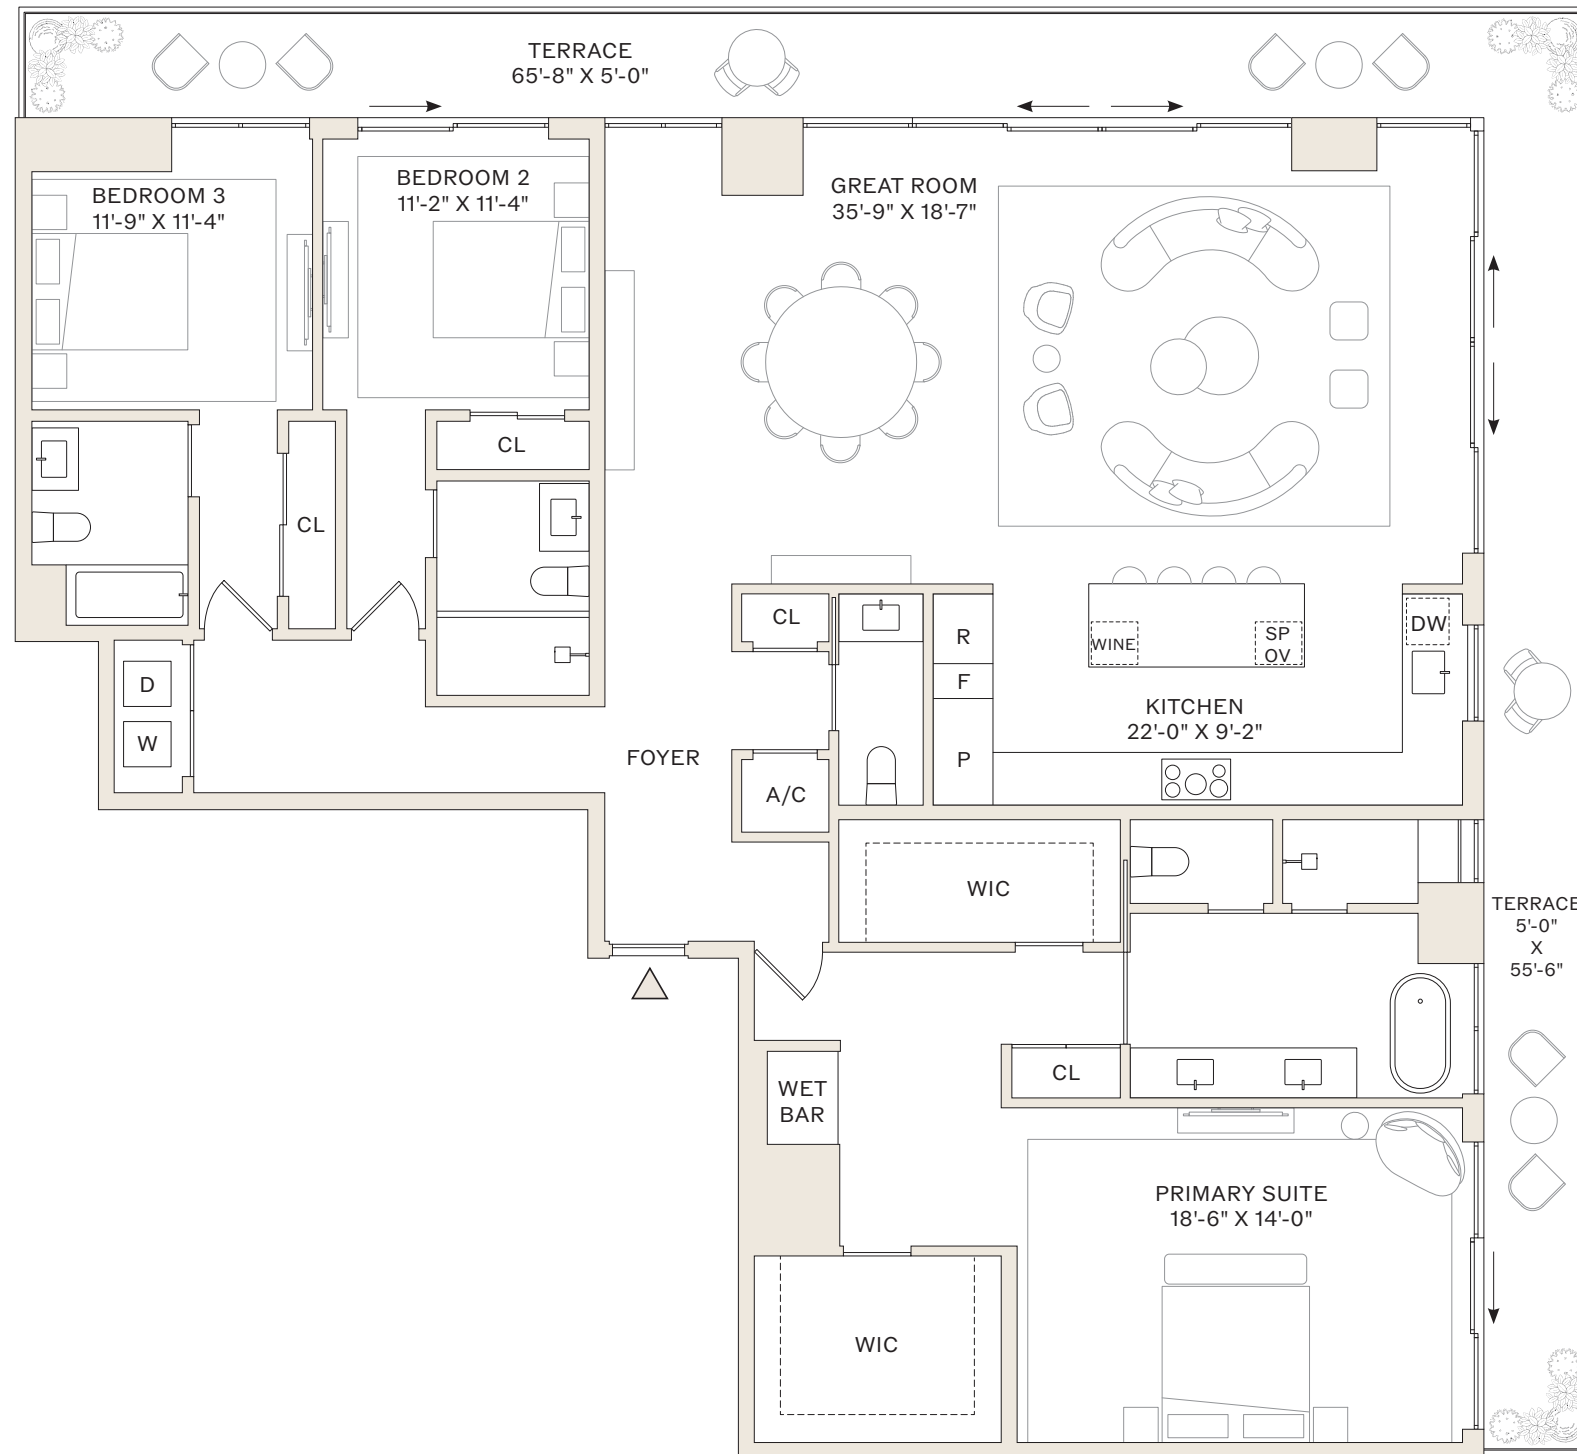 TERRACE
65'-8" X 5'-0"
BEDROOM 3
11'-9" X 11'-4"
BEDROOM 2
11'-2" X 11'-4"
GREAT ROOM
35'-9" X 18'-7"
CL
CL
CL
R
F
P
WINE
SP
OV
DW
KITCHEN
22'-0" X 9'-2"
D
W
FOYER
A/C
WIC
TERRACE
5'-0"
X
55'-6"
CL
WET
BAR
PRIMARY SUITE
18'-6" X 14'-0"
WIC